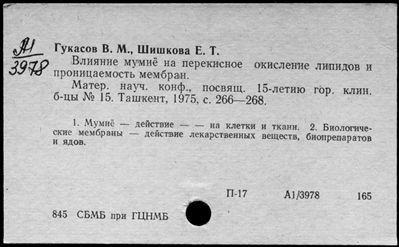 A1
3978
Гукасов В. М., Шишкова Е. Т.
Влияние мумиё на перекисное окисление липидов и
проницаемость мембран.
Матер. науч. конф., посвящ. 15-летию гор. клин.
б-цы № 15. Ташкент, 1975, с. 266—268.
1. Мумиё — действие — — на клетки и ткани. 2. Биологиче-
ские мембраны — действие лекарственных веществ, биопрепаратов
и ядов.
П-17 А1/3978 165
845 СБМБ при ГЦНМБ